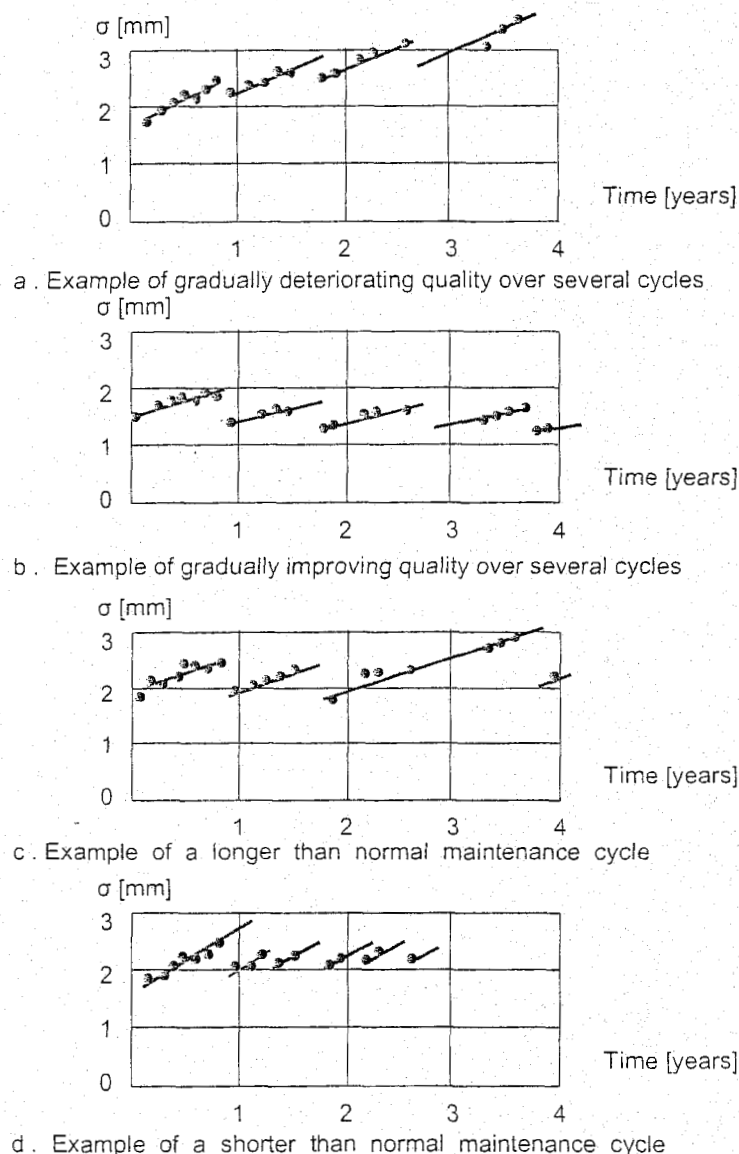 σ [mm]
3
2
1
0
Time [years]
1 2 3 4
a . Example of gradually deteriorating quality over several cycles
σ [mm]
3
2
1
0
Time [years]
1 2 3 4
b . Example of gradually improving quality over several cycles
σ [mm]
3
2
1
0
Time [years]
1 2 3 4
c . Example of a longer than normal maintenance cycle
σ [mm]
3
2
1
0
Time [years]
1 2 3 4
d . Example of a shorter than normal maintenance cycle